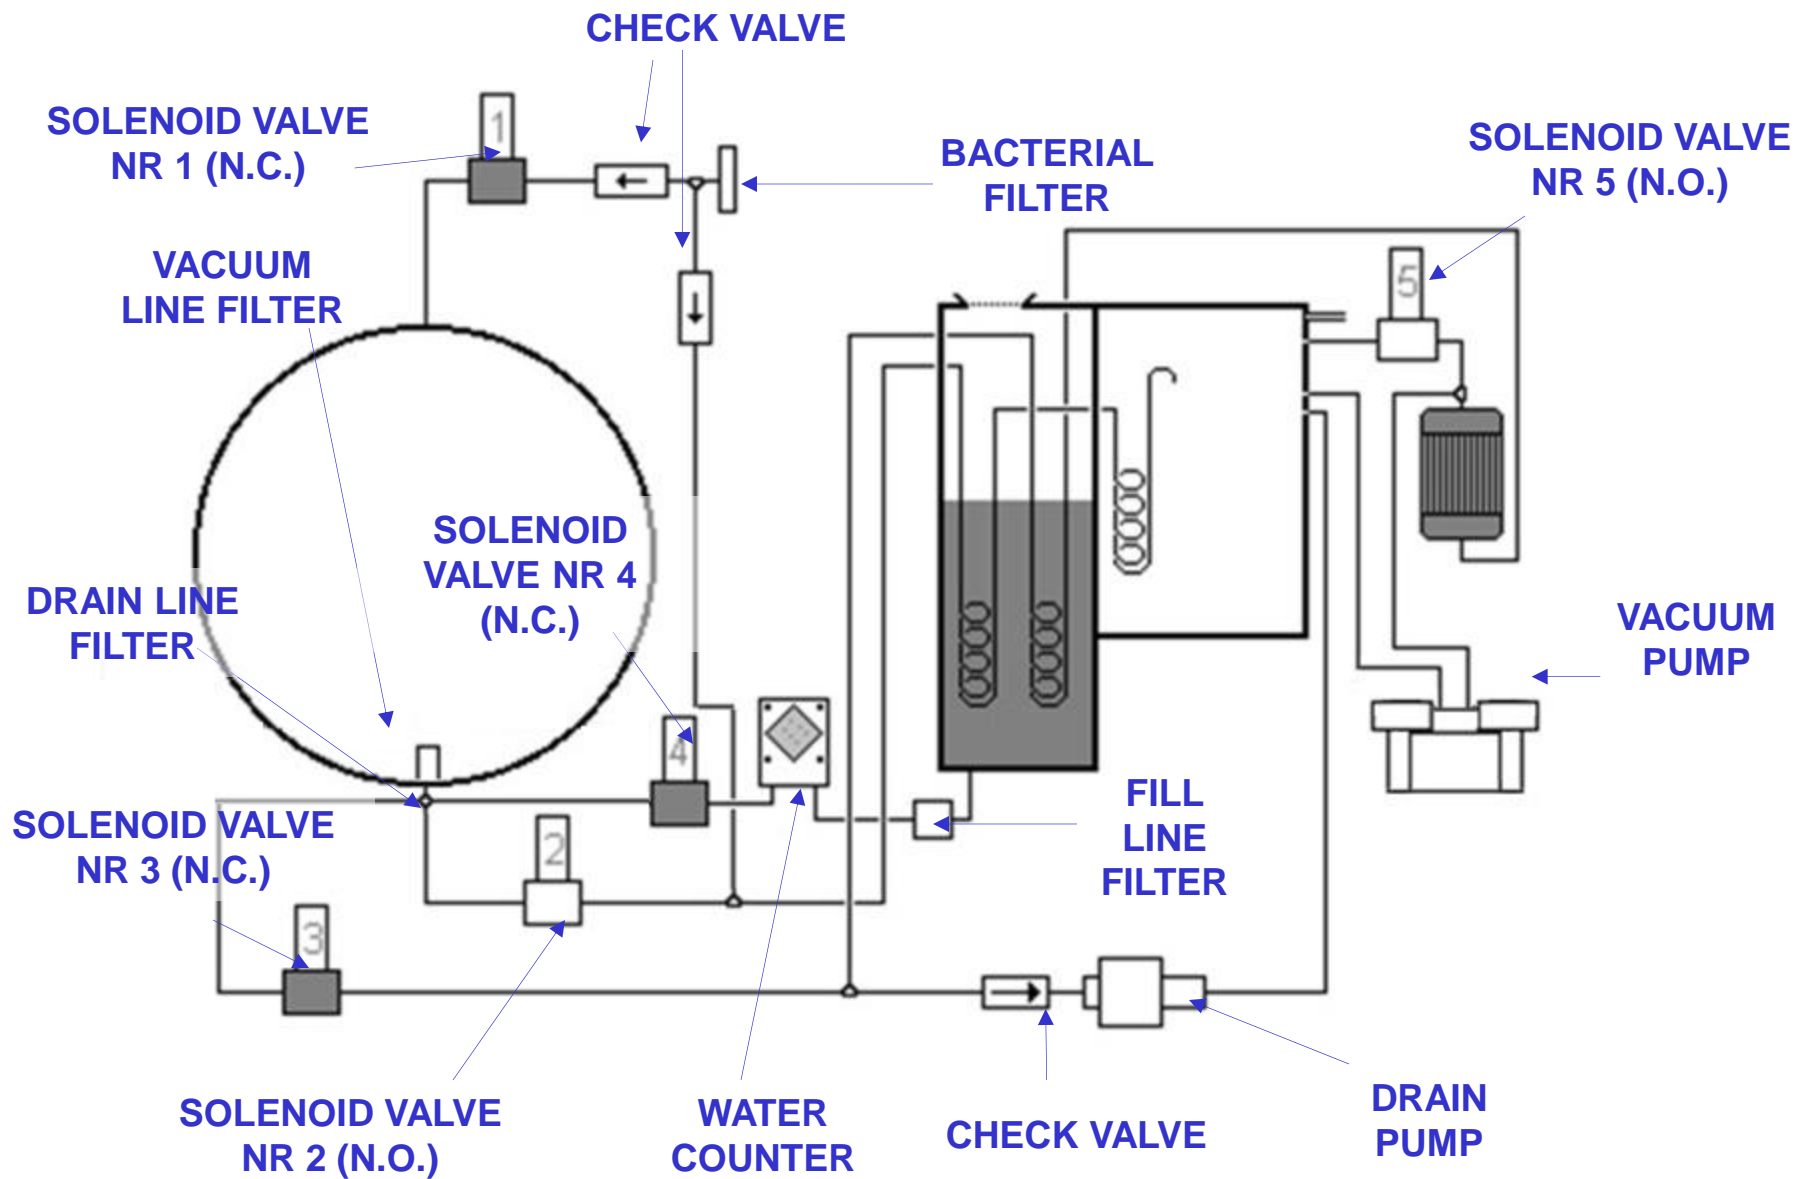 CHECK VALVE
SOLENOID VALVE
NR 1 (N.C.)
1
BACTERIAL
FILTER
SOLENOID VALVE
NR 5 (N.O.)
5
VACUUM
LINE FILTER
SOLENOID
VALVE NR 4
(N.C.)
4
DRAIN LINE
FILTER
VACUUM
PUMP
SOLENOID VALVE
NR 3 (N.C.)
3
2
FILL
LINE
FILTER
SOLENOID VALVE
NR 2 (N.O.)
WATER
COUNTER
CHECK VALVE
DRAIN
PUMP